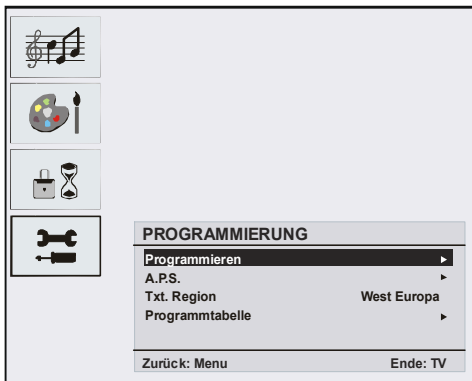 PROGRAMMIERUNG
Programmieren
A.P.S.
Txt. Region West Europa
Programmtabelle
Zurück: Menu Ende: TV